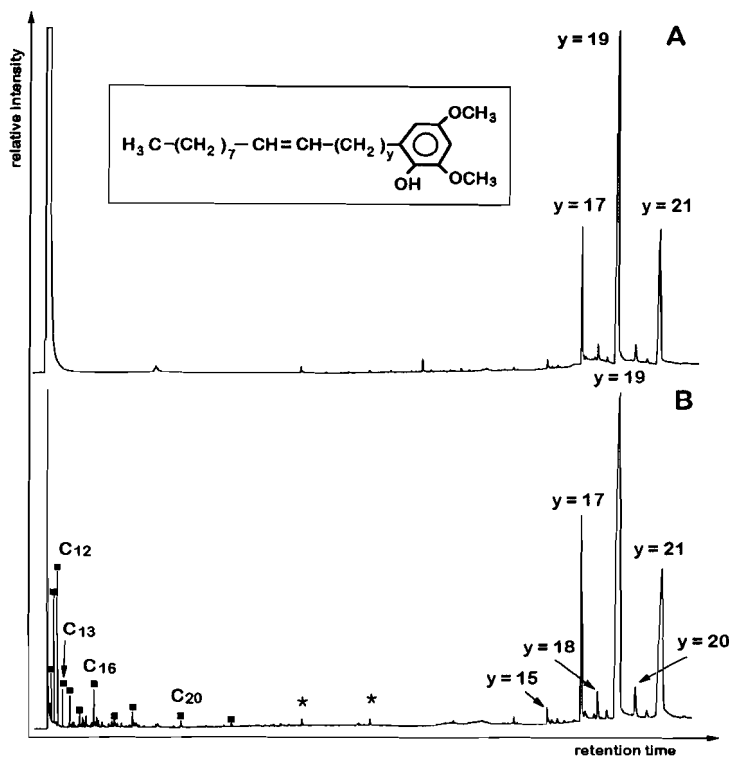 relative intensity
A
y = 19
H₃C–(CH₂)₇–CH=CH–(CH₂)y
OCH₃
OH
OCH₃
y = 17
y = 21
y = 19
B
y = 17
y = 21
C₁₂
C₁₃
C₁₆
C₂₀
*
*
y = 15
y = 18
y = 20
retention time